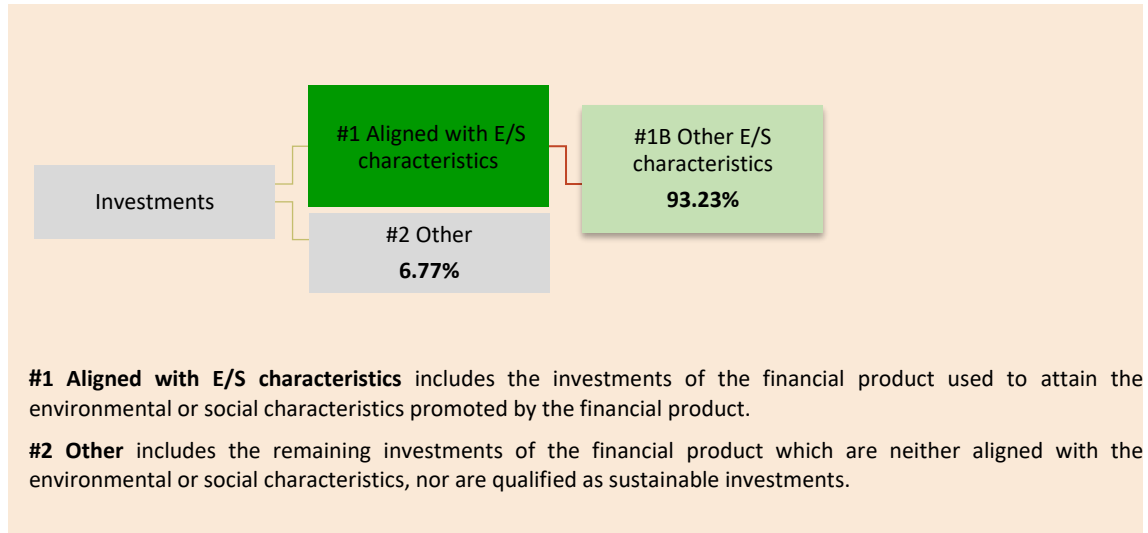 #1 Aligned with E/S
characteristics
#1B Other E/S
characteristics
93.23%
Investments
#2 Other
6.77%
#1 Aligned with E/S characteristics includes the investments of the financial product used to attain the
environmental or social characteristics promoted by the financial product.
#2 Other includes the remaining investments of the financial product which are neither aligned with the
environmental or social characteristics, nor are qualified as sustainable investments.